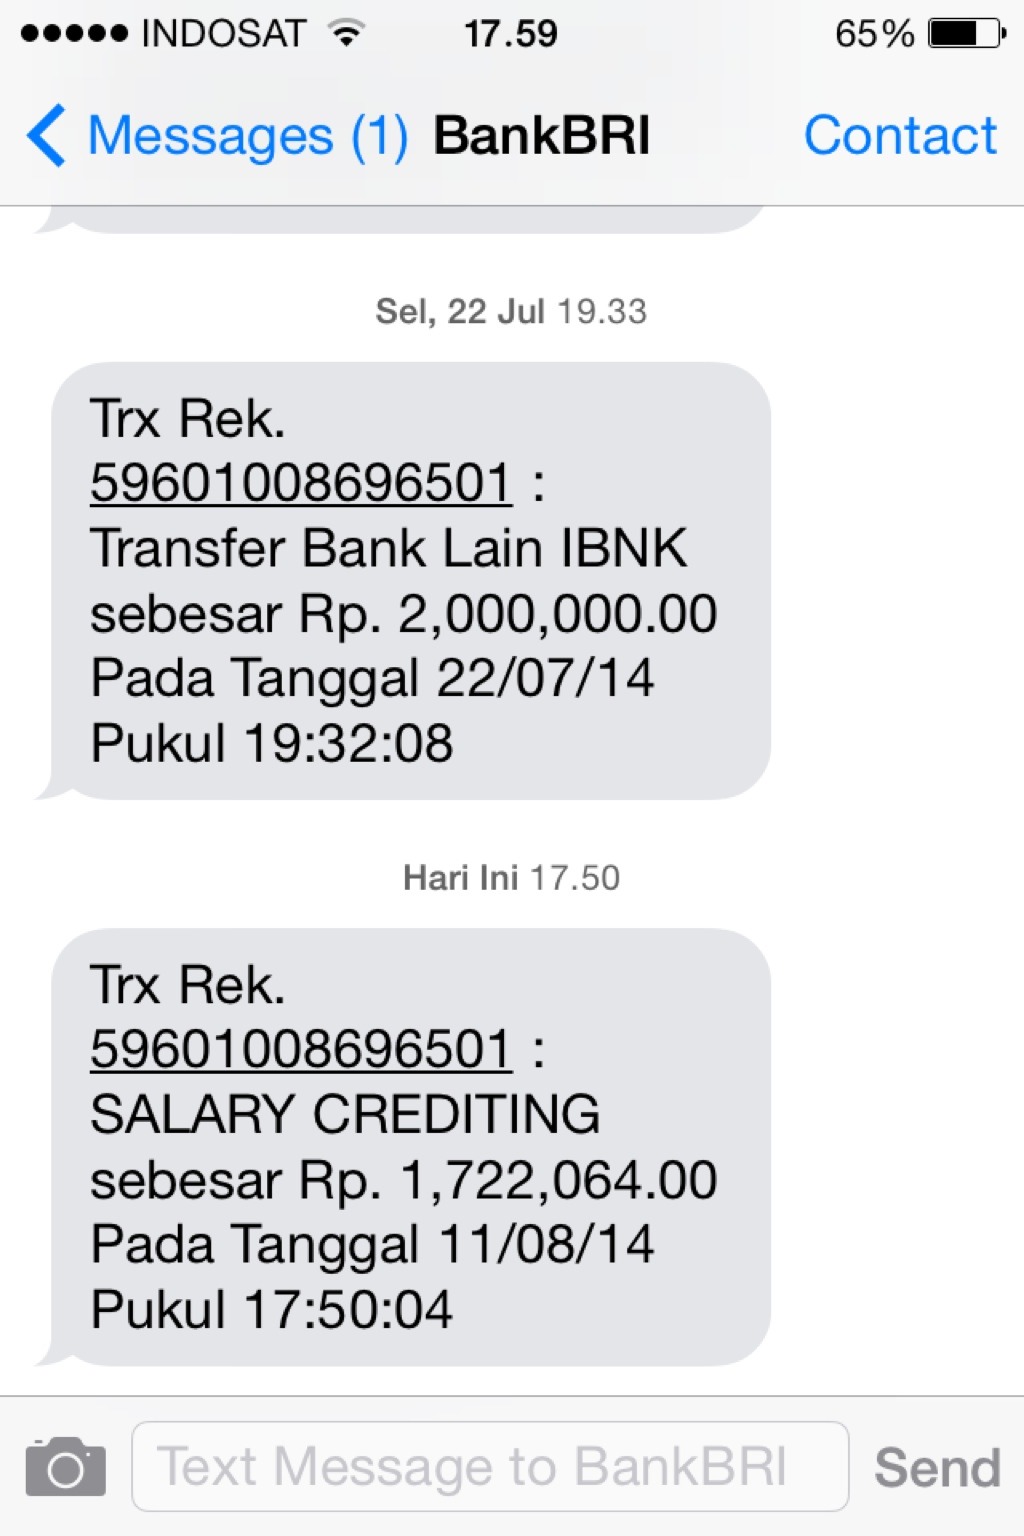 INDOSAT 17.59 65%
Messages (1) BankBRI Contact
Sel, 22 Jul 19.33
Trx Rek.
59601008696501 :
Transfer Bank Lain IBNK
sebesar Rp. 2,000,000.00
Pada Tanggal 22/07/14
Pukul 19:32:08
Hari Ini 17.50
Trx Rek.
59601008696501 :
SALARY CREDITING
sebesar Rp. 1,722,064.00
Pada Tanggal 11/08/14
Pukul 17:50:04
Text Message to BankBRI Send